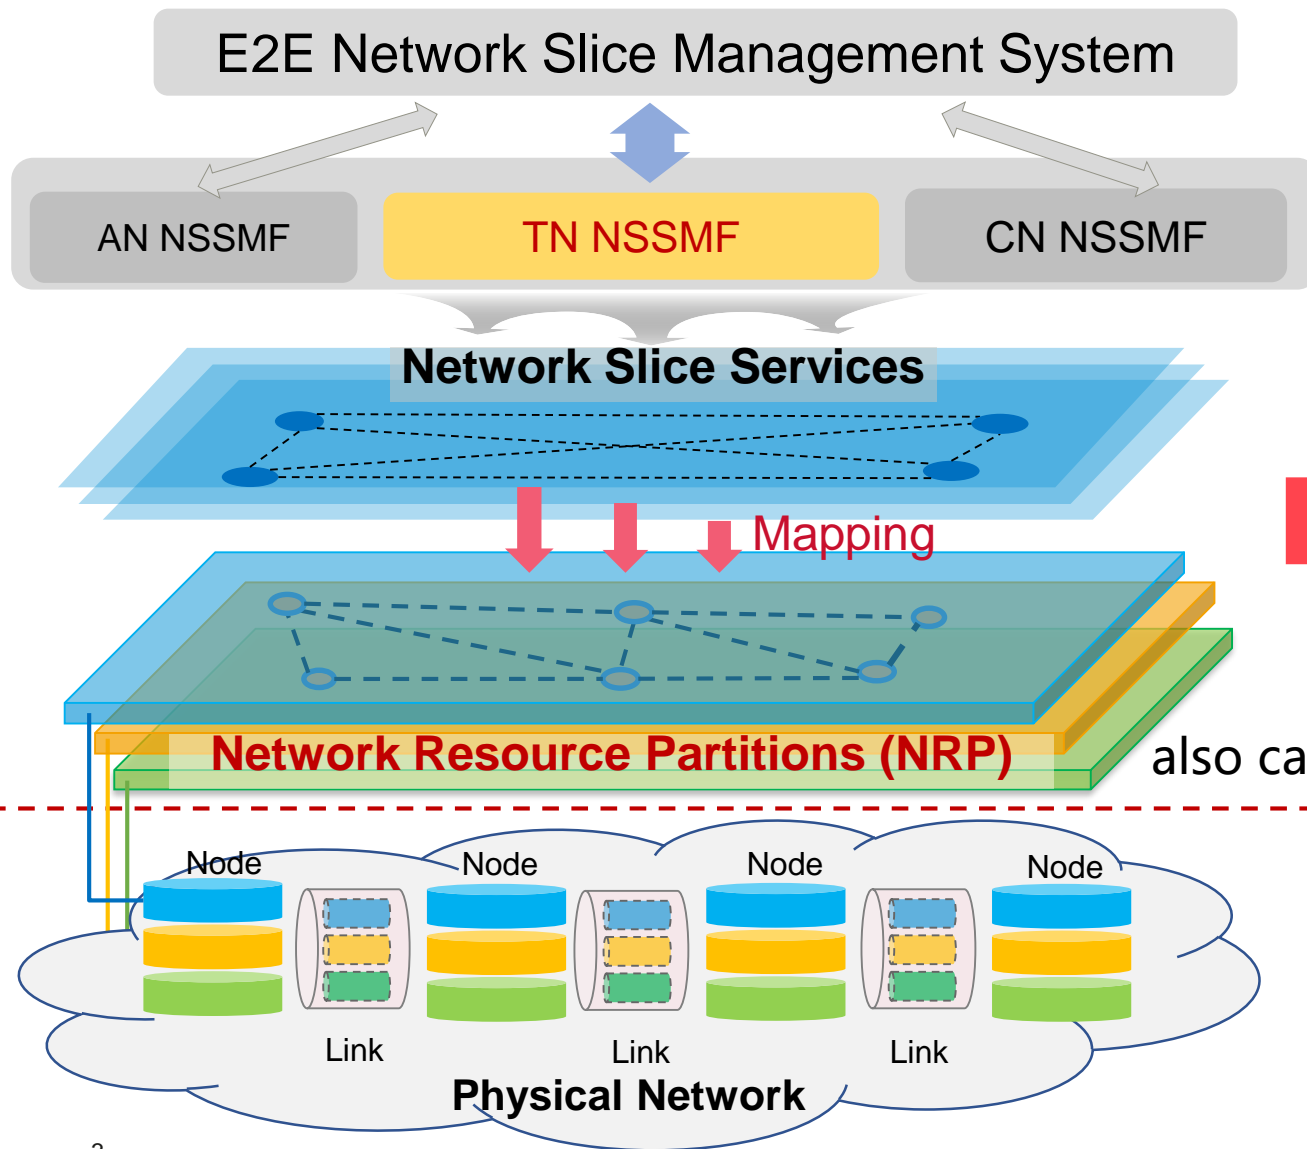 E2E Network Slice Management System
AN NSSMF
TN NSSMF
CN NSSMF
Network Slice Services
Mapping
Network Resource Partitions (NRP)
also ca
Node
Node
Node
Node
Link
Link
Link
Physical Network